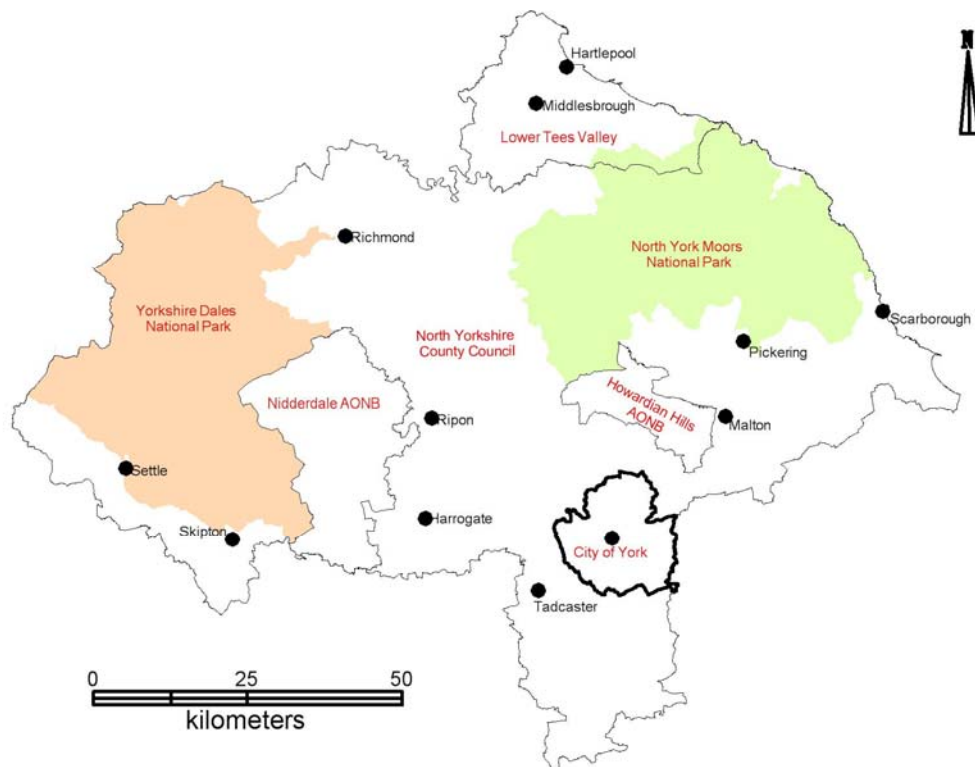 N
Hartlepool
Middlesbrough
Lower Tees Valley
Richmond
North York Moors
National Park
Yorkshire Dales
National Park
Scarborough
North Yorkshire
County Council
Pickering
Nidderdale AONB
Howardian Hills
AONB
Ripon
Malton
Settle
Harrogate
Skipton
City of York
Tadcaster
0 25 50
kilometers